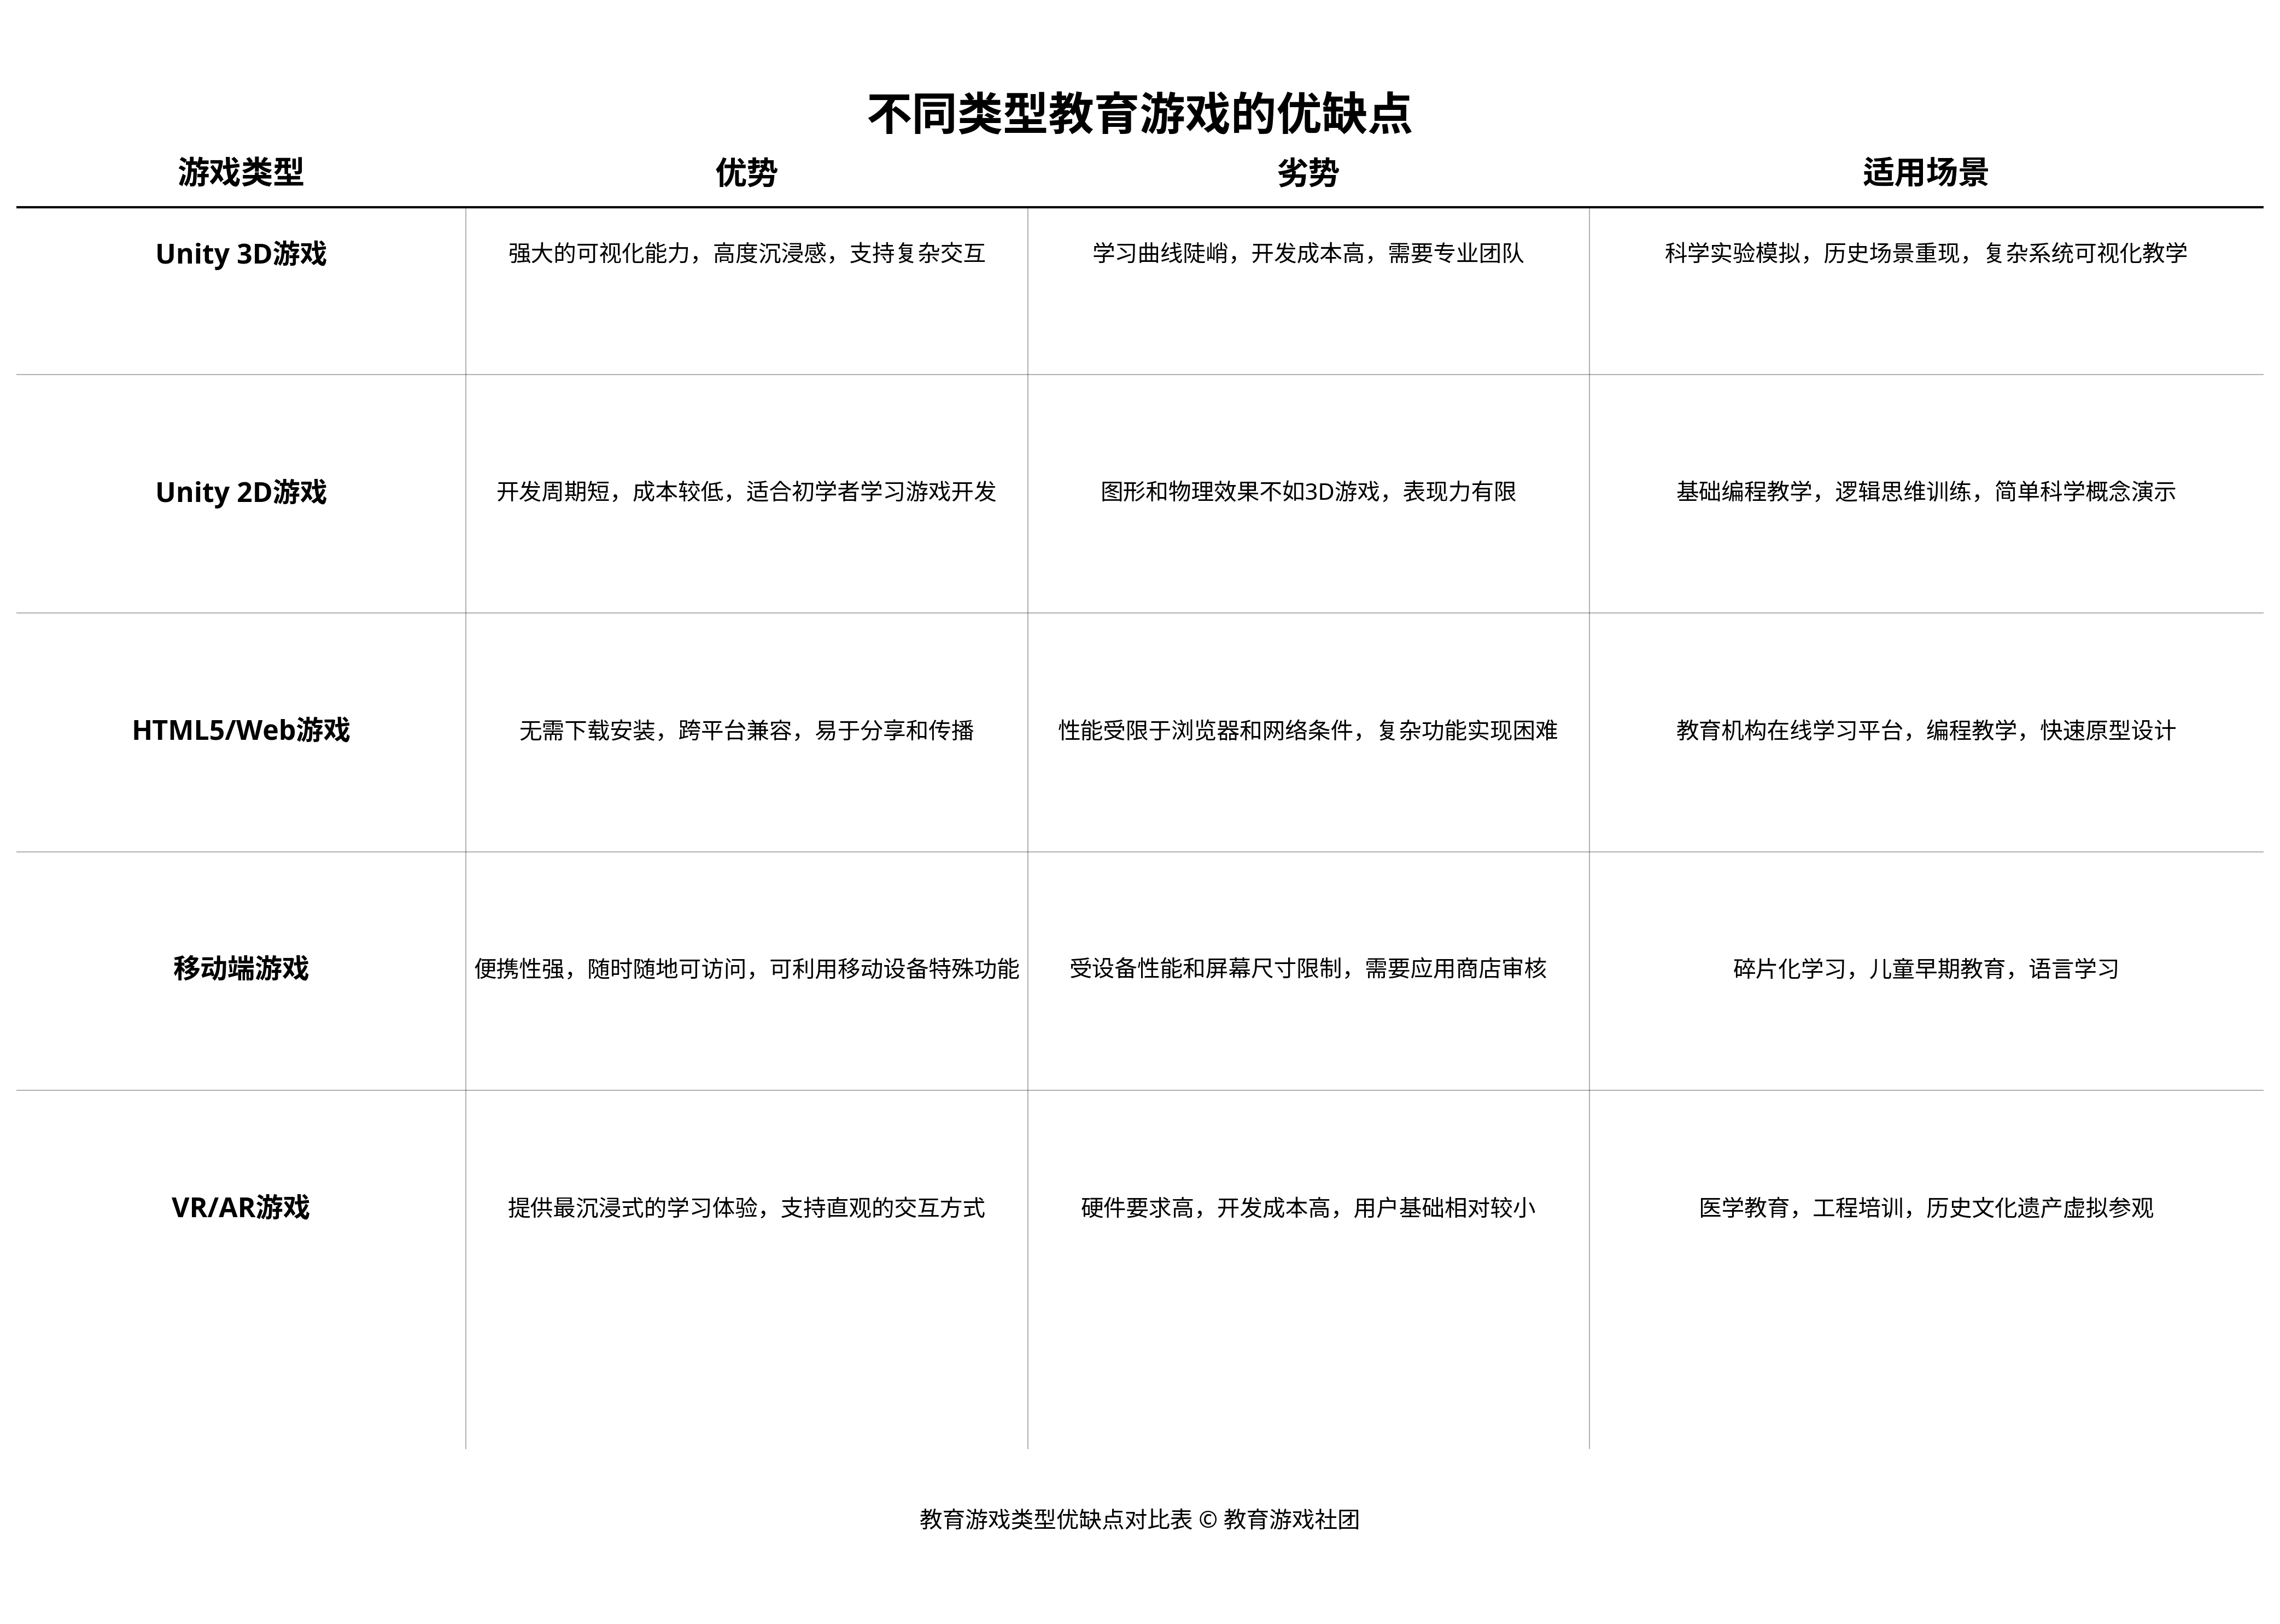 不同类型教育游戏的优缺点
游戏类型 优势 劣势 适用场景
Unity 3D游戏 强大的可视化能力，高度沉浸感，支持复杂交互 学习曲线陡峭，开发成本高，需要专业团队 科学实验模拟，历史场景重现，复杂系统可视化教学
Unity 2D游戏 开发周期短，成本较低，适合初学者学习游戏开发 图形和物理效果不如3D游戏，表现力有限 基础编程教学，逻辑思维训练，简单科学概念演示
HTML5/Web游戏 无需下载安装，跨平台兼容，易于分享和传播 性能受限于浏览器和网络条件，复杂功能实现困难 教育机构在线学习平台，编程教学，快速原型设计
移动端游戏 便携性强，随时随地可访问，可利用移动设备特殊功能 受设备性能和屏幕尺寸限制，需要应用商店审核 碎片化学习，儿童早期教育，语言学习
VR/AR游戏 提供最沉浸式的学习体验，支持直观的交互方式 硬件要求高，开发成本高，用户基础相对较小 医学教育，工程培训，历史文化遗产虚拟参观
教育游戏类型优缺点对比表 © 教育游戏社团